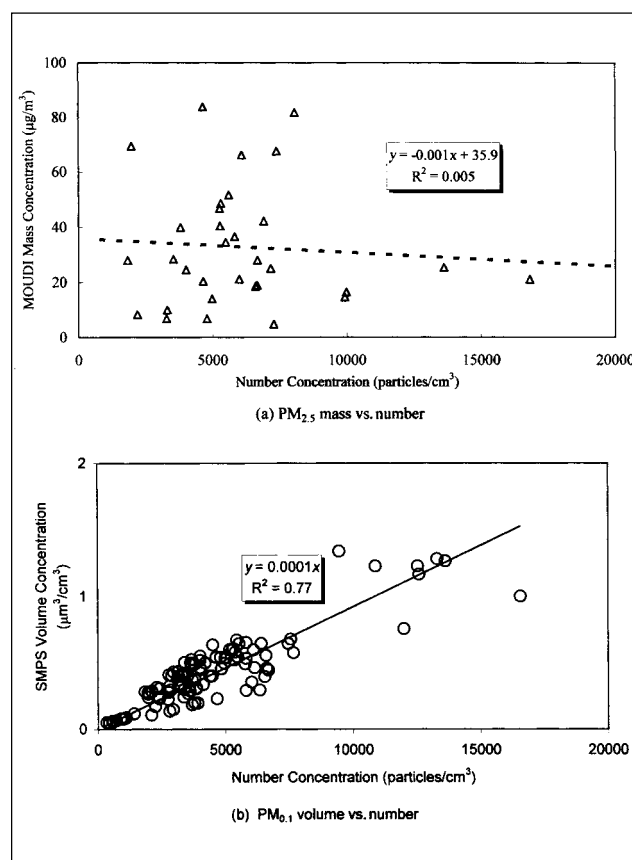 100
80
60
40
20
0
MOUDI Mass Concentration (µg/m³)
y = -0.001x + 35.9
R² = 0.005
0 5000 10000 15000 20000
Number Concentration (particles/cm³)
(a) PM₂.₅ mass vs. number
2
1
0
SMPS Volume Concentration
(µm³/cm³)
y = 0.0001x
R² = 0.77
0 5000 10000 15000 20000
Number Concentration (particles/cm³)
(b) PM₀.₁ volume vs. number